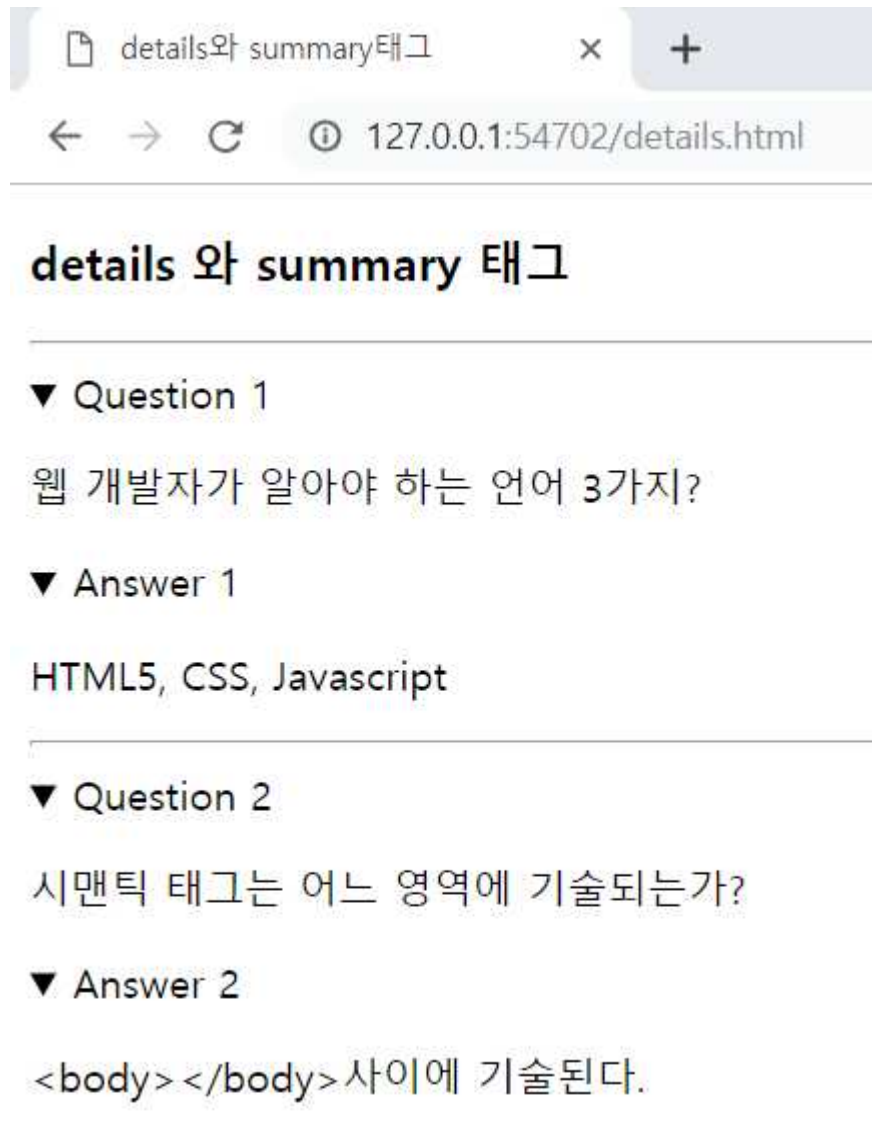 details와 summary태그
127.0.0.1:54702/details.html
details 와 summary 태그
▼ Question 1
웹 개발자가 알아야 하는 언어 3가지?
▼ Answer 1
HTML5, CSS, Javascript
▼ Question 2
시맨틱 태그는 어느 영역에 기술되는가?
▼ Answer 2
<body></body>사이에 기술된다.